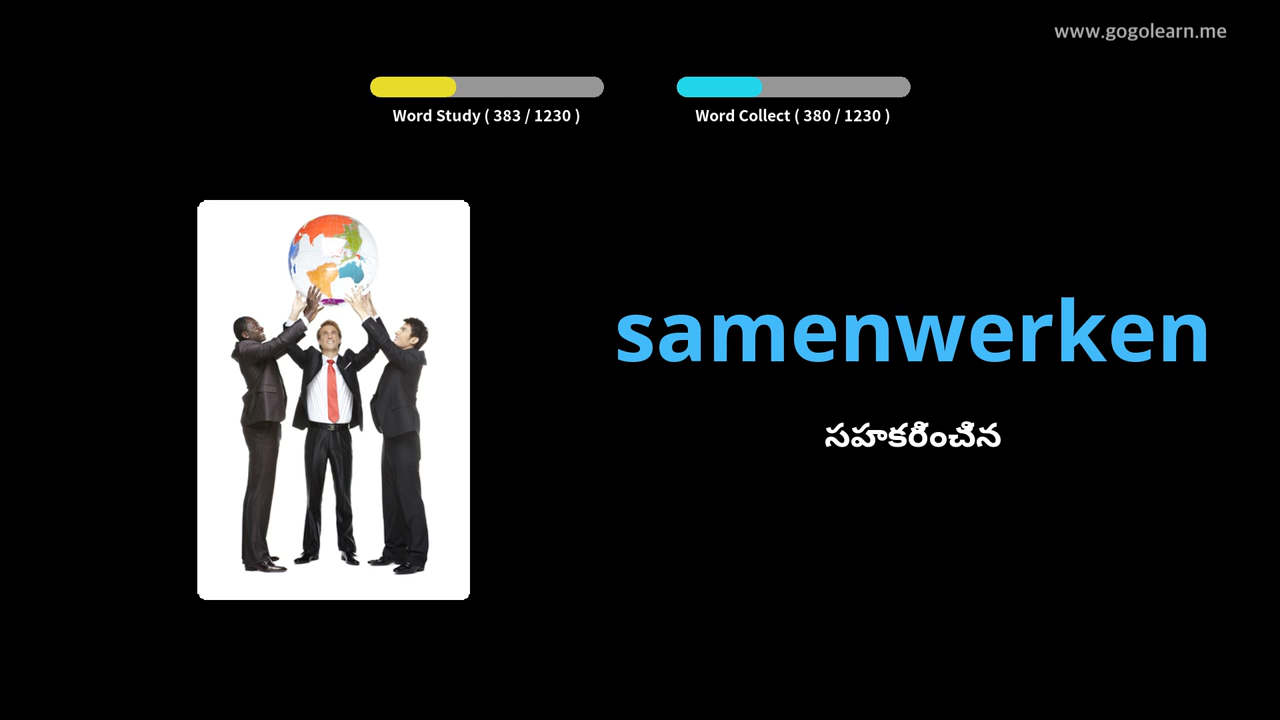 www.gogolearn.me
Word Study ( 383 / 1230 )
Word Collect ( 380 / 1230 )
samenwerken
సహకరించిన